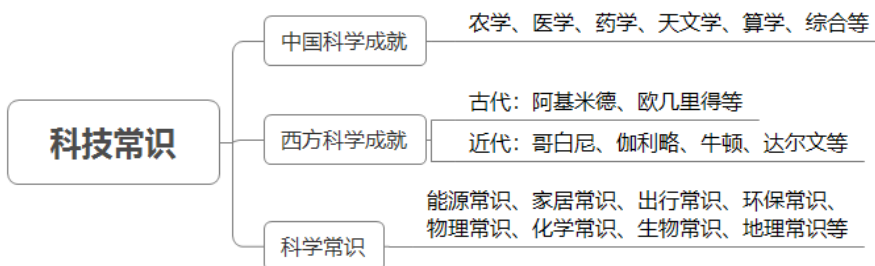 科技常识
中国科学成就
农学、医学、药学、天文学、算学、综合等
西方科学成就
古代：阿基米德、欧几里得等
近代：哥白尼、伽利略、牛顿、达尔文等
科学常识
能源常识、家居常识、出行常识、环保常识、
物理常识、化学常识、生物常识、地理常识等